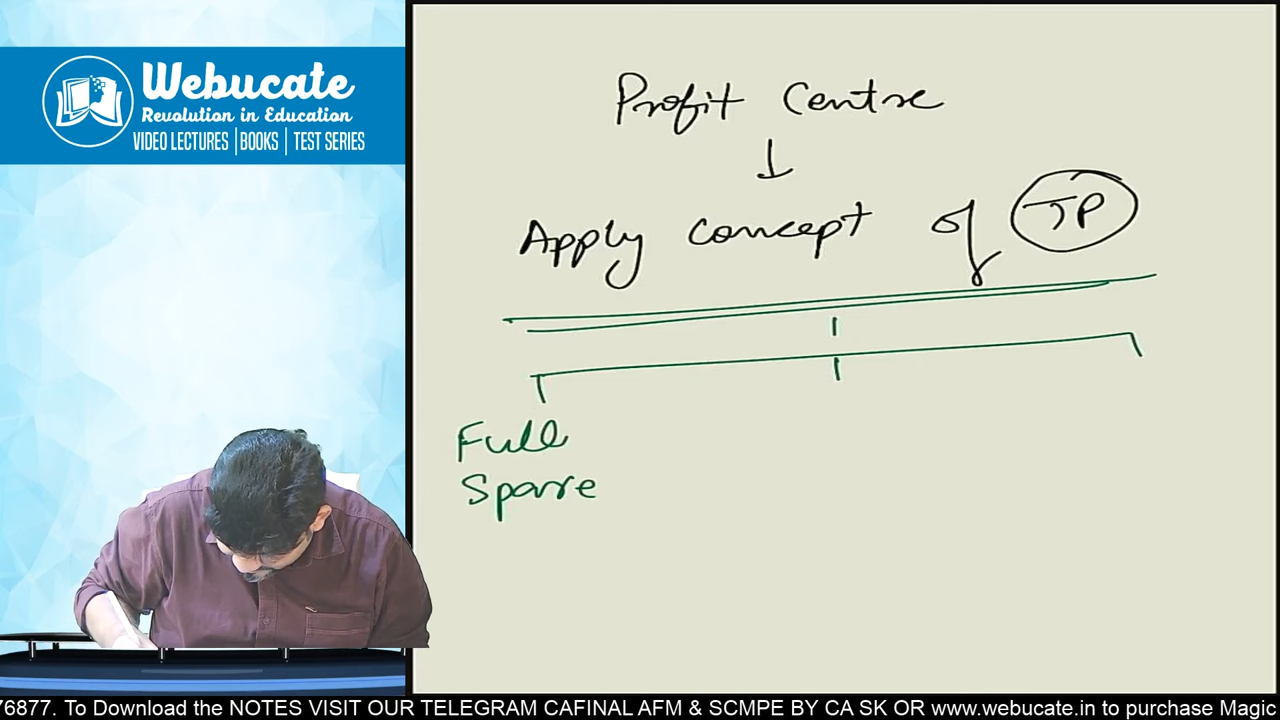 Webucate
Revolution in Education
VIDEO LECTURES | BOOKS | TEST SERIES
Profit Centre
Apply concept of TP
Full
Spare
76877. To Download the NOTES VISIT OUR TELEGRAM CAFINAL AFM & SCMPE BY CA SK OR www.webucate.in to purchase Magic